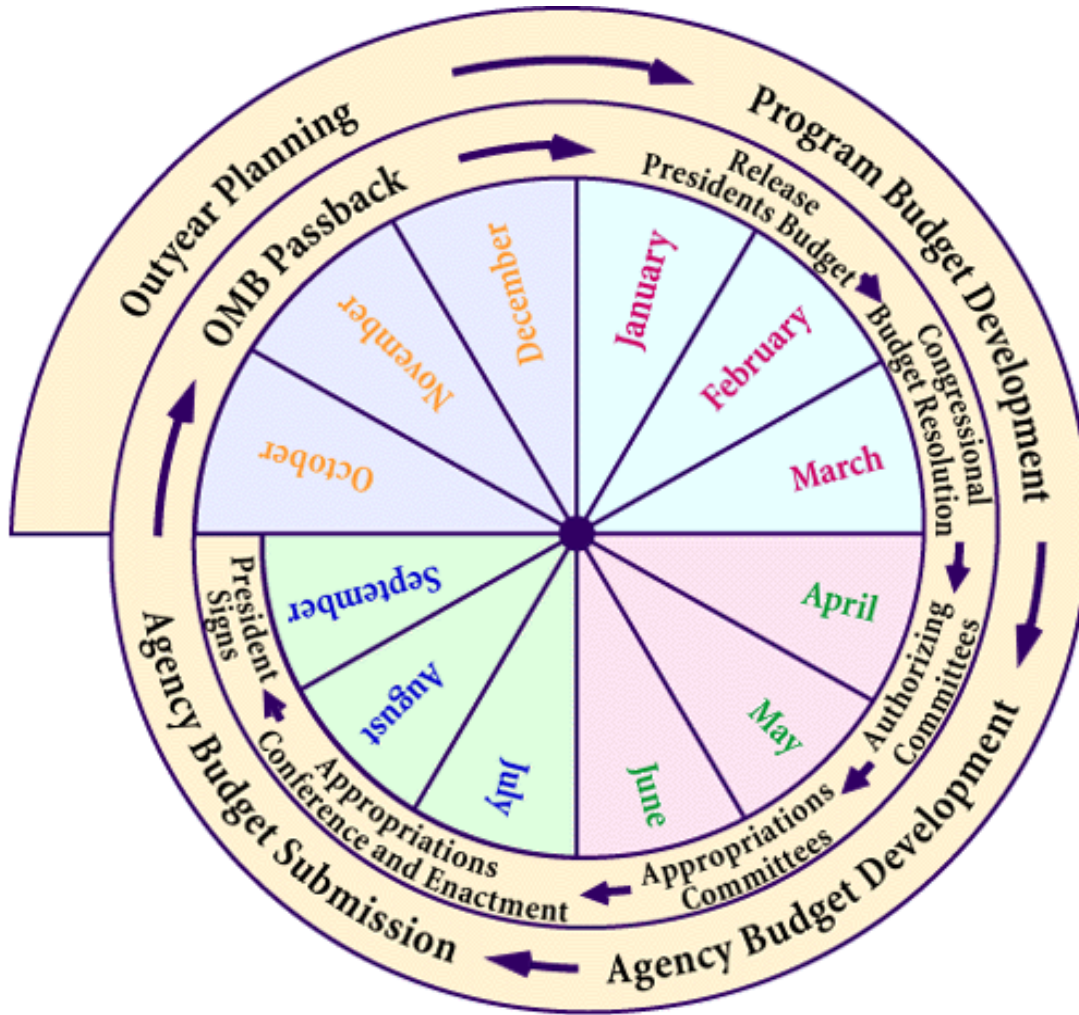 Outyear Planning
Program Budget Development
Agency Budget Development
Agency Budget Submission
OMB Passback
Release
Presidents Budget
Congressional
Budget Resolution
Authorizing
Committees
Appropriations
Committees
Appropriations
Conference and Enactment
President
Signs
January
February
March
April
May
June
July
August
September
October
November
December